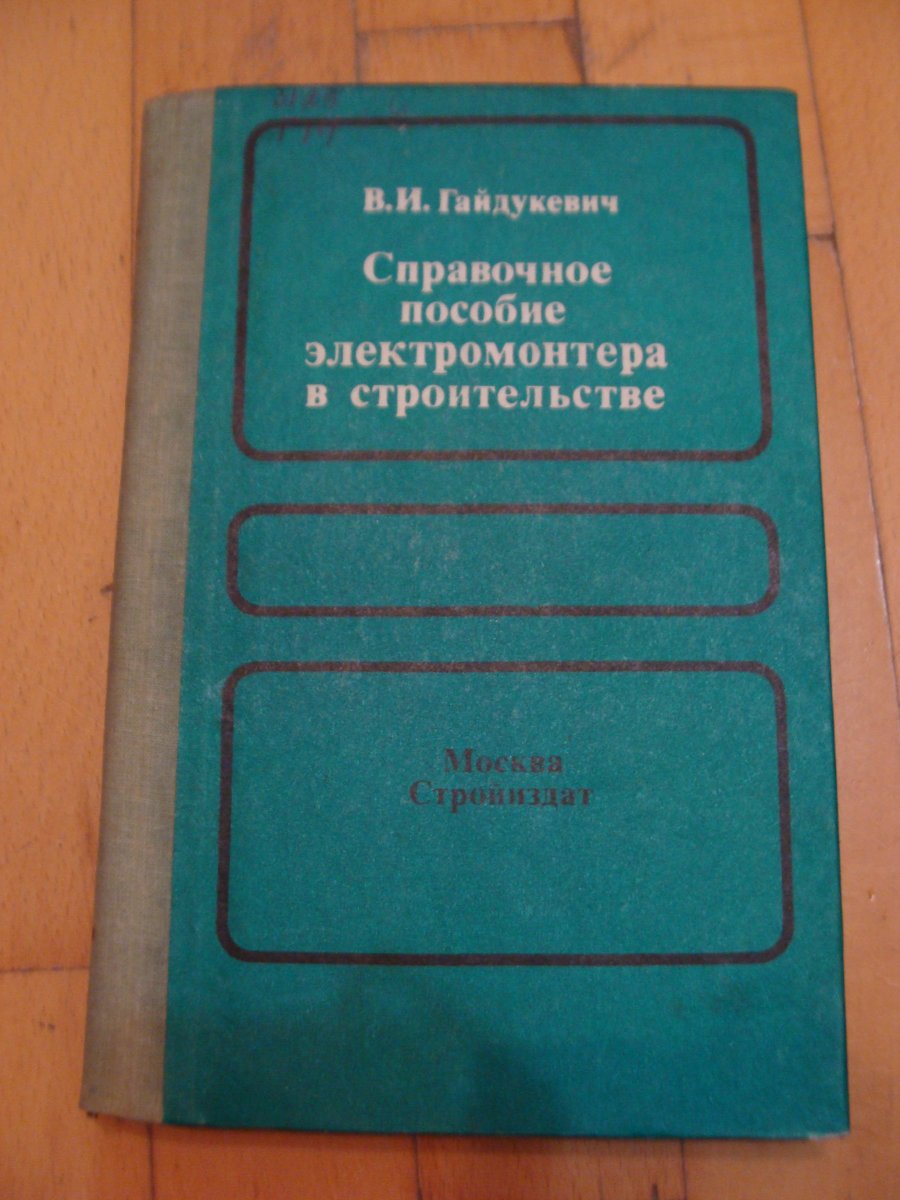 В.И. Гайдукевич
Справочное
пособие
электромонтера
в строительстве
Москва
Стройиздат